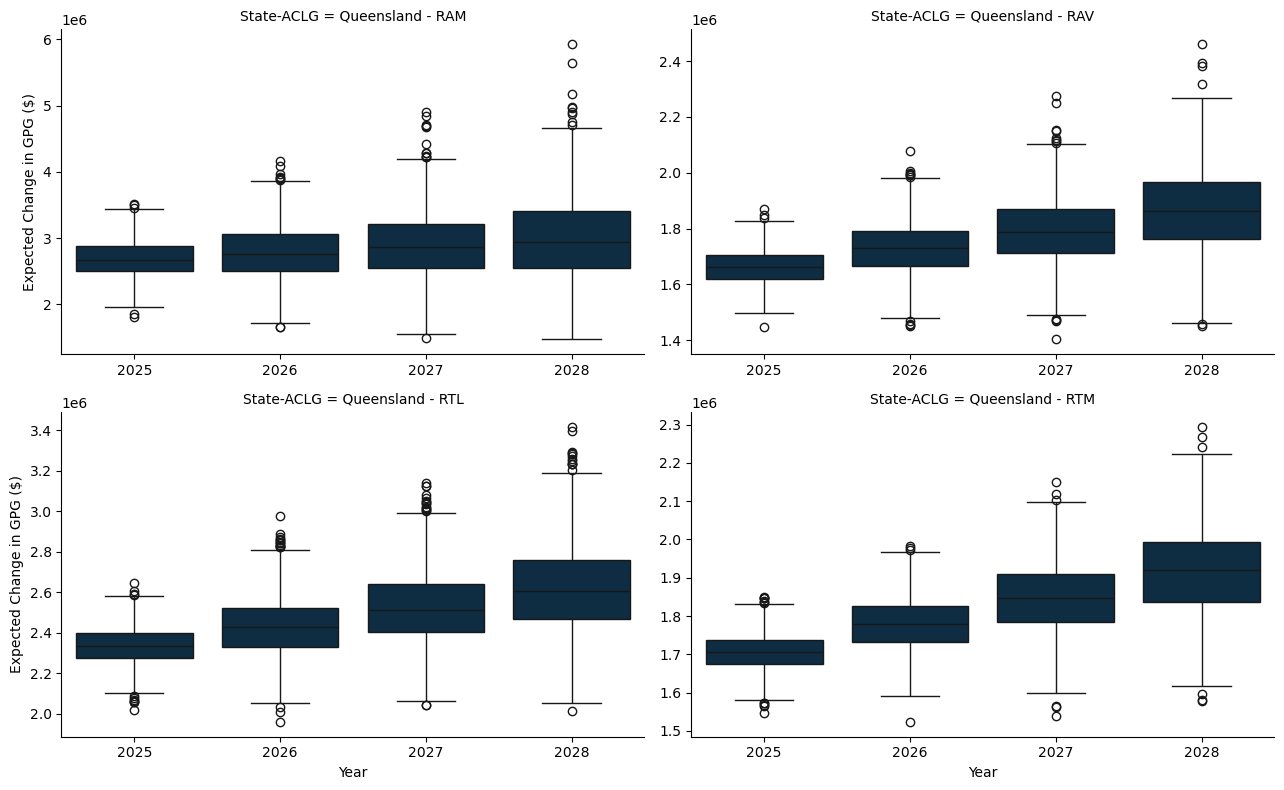 State-ACLG = Queensland - RAM
1e6
6
5
4
3
2
Expected Change in GPG ($)
2025 2026 2027 2028
State-ACLG = Queensland - RAV
1e6
2.4
2.2
2.0
1.8
1.6
1.4
2025 2026 2027 2028
State-ACLG = Queensland - RTL
1e6
3.4
3.2
3.0
2.8
2.6
2.4
2.2
2.0
Expected Change in GPG ($)
2025 2026 2027 2028
Year
State-ACLG = Queensland - RTM
1e6
2.3
2.2
2.1
2.0
1.9
1.8
1.7
1.6
1.5
2025 2026 2027 2028
Year